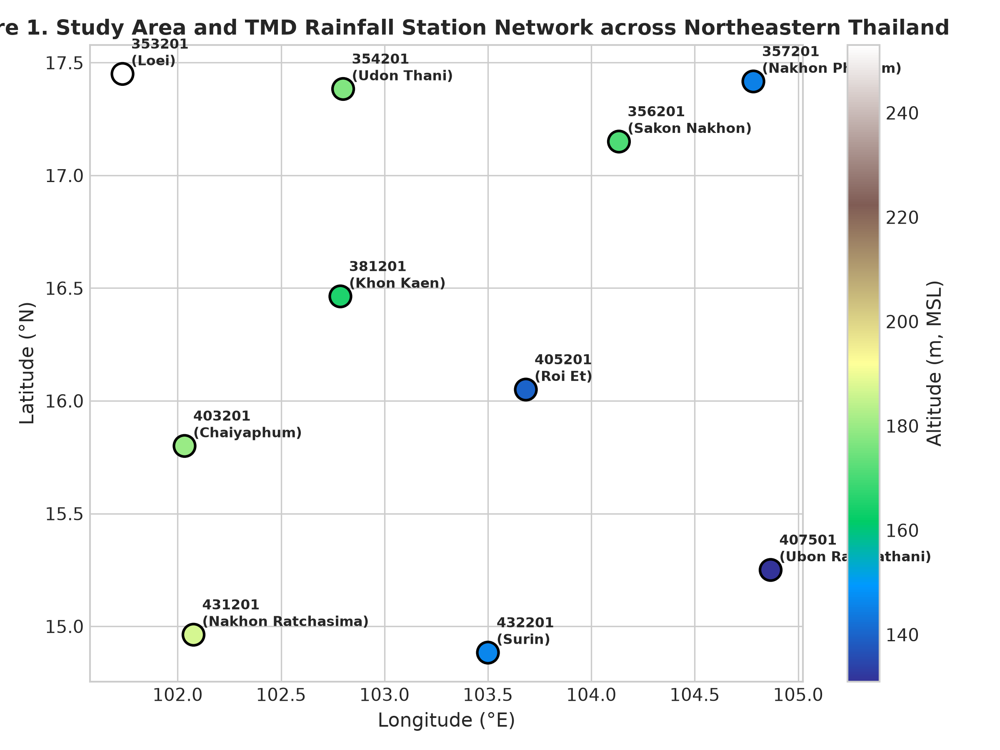 re 1. Study Area and TMD Rainfall Station Network across Northeastern Thailand
353201
(Loei)
354201
(Udon Thani)
357201
(Nakhon Ph m)
356201
(Sakon Nakhon)
381201
(Khon Kaen)
405201
(Roi Et)
403201
(Chaiyaphum)
407501
(Ubon Ra athani)
431201
(Nakhon Ratchasima)
432201
(Surin)
17.5
17.0
16.5
16.0
15.5
15.0
Latitude (°N)
102.0 102.5 103.0 103.5 104.0 104.5 105.0
Longitude (°E)
240
220
200
180
160
140
Altitude (m, MSL)